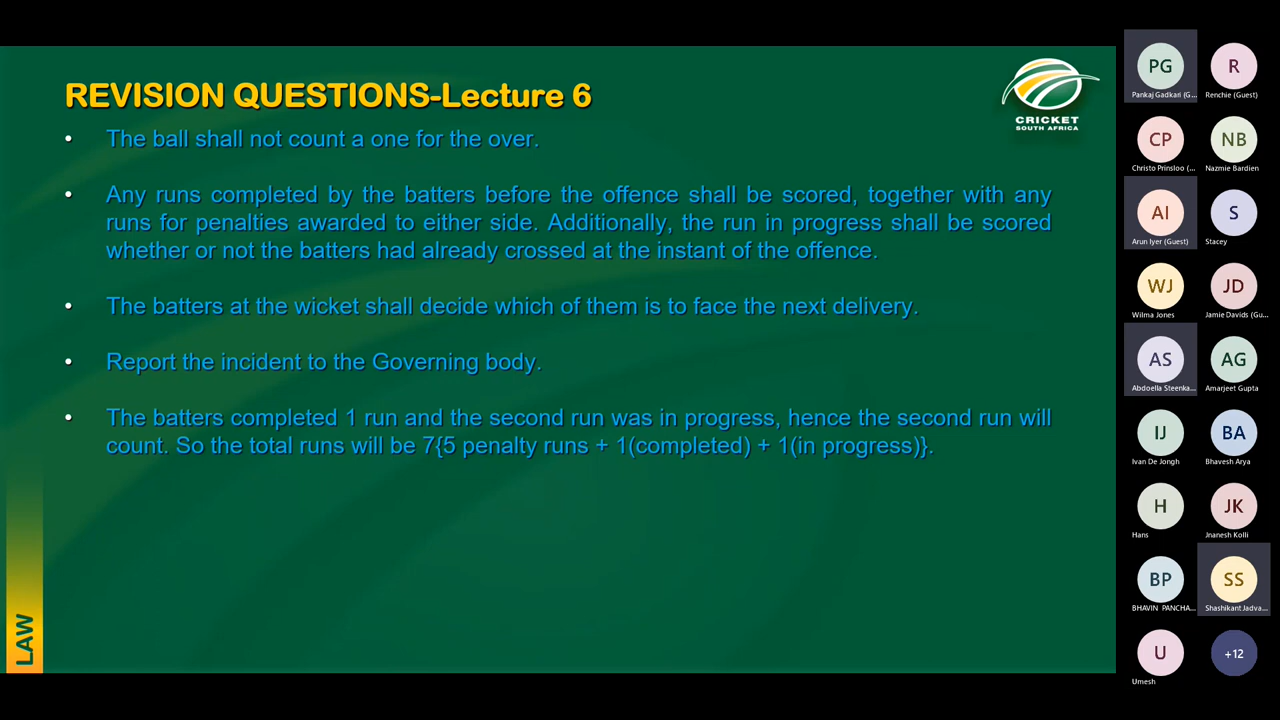 REVISION QUESTIONS-Lecture 6
CRICKET
SOUTH AFRICA
• The ball shall not count a one for the over.
• Any runs completed by the batters before the offence shall be scored, together with any
runs for penalties awarded to either side. Additionally, the run in progress shall be scored
whether or not the batters had already crossed at the instant of the offence.
• The batters at the wicket shall decide which of them is to face the next delivery.
• Report the incident to the Governing body.
• The batters completed 1 run and the second run was in progress, hence the second run will
count. So the total runs will be 7{5 penalty runs + 1(completed) + 1(in progress)}.
LAW
PG
Pankaj Gadkari (G...
R
Renchie (Guest)
CP
Christo Prinsloo (...
NB
Nazmie Bardien
AI
Arun Iyer (Guest)
S
Stacey
WJ
Wilma Jones
JD
Jamie Davids (Gu...
AS
Abdoella Steenka...
AG
Amarjeet Gupta
IJ
Ivan De Jongh
BA
Bhavesh Arya
H
Hans
JK
Jnanesh Kolli
BP
BHAVIN PANCHA...
SS
Shashikant Jadva...
U
Umesh
+12